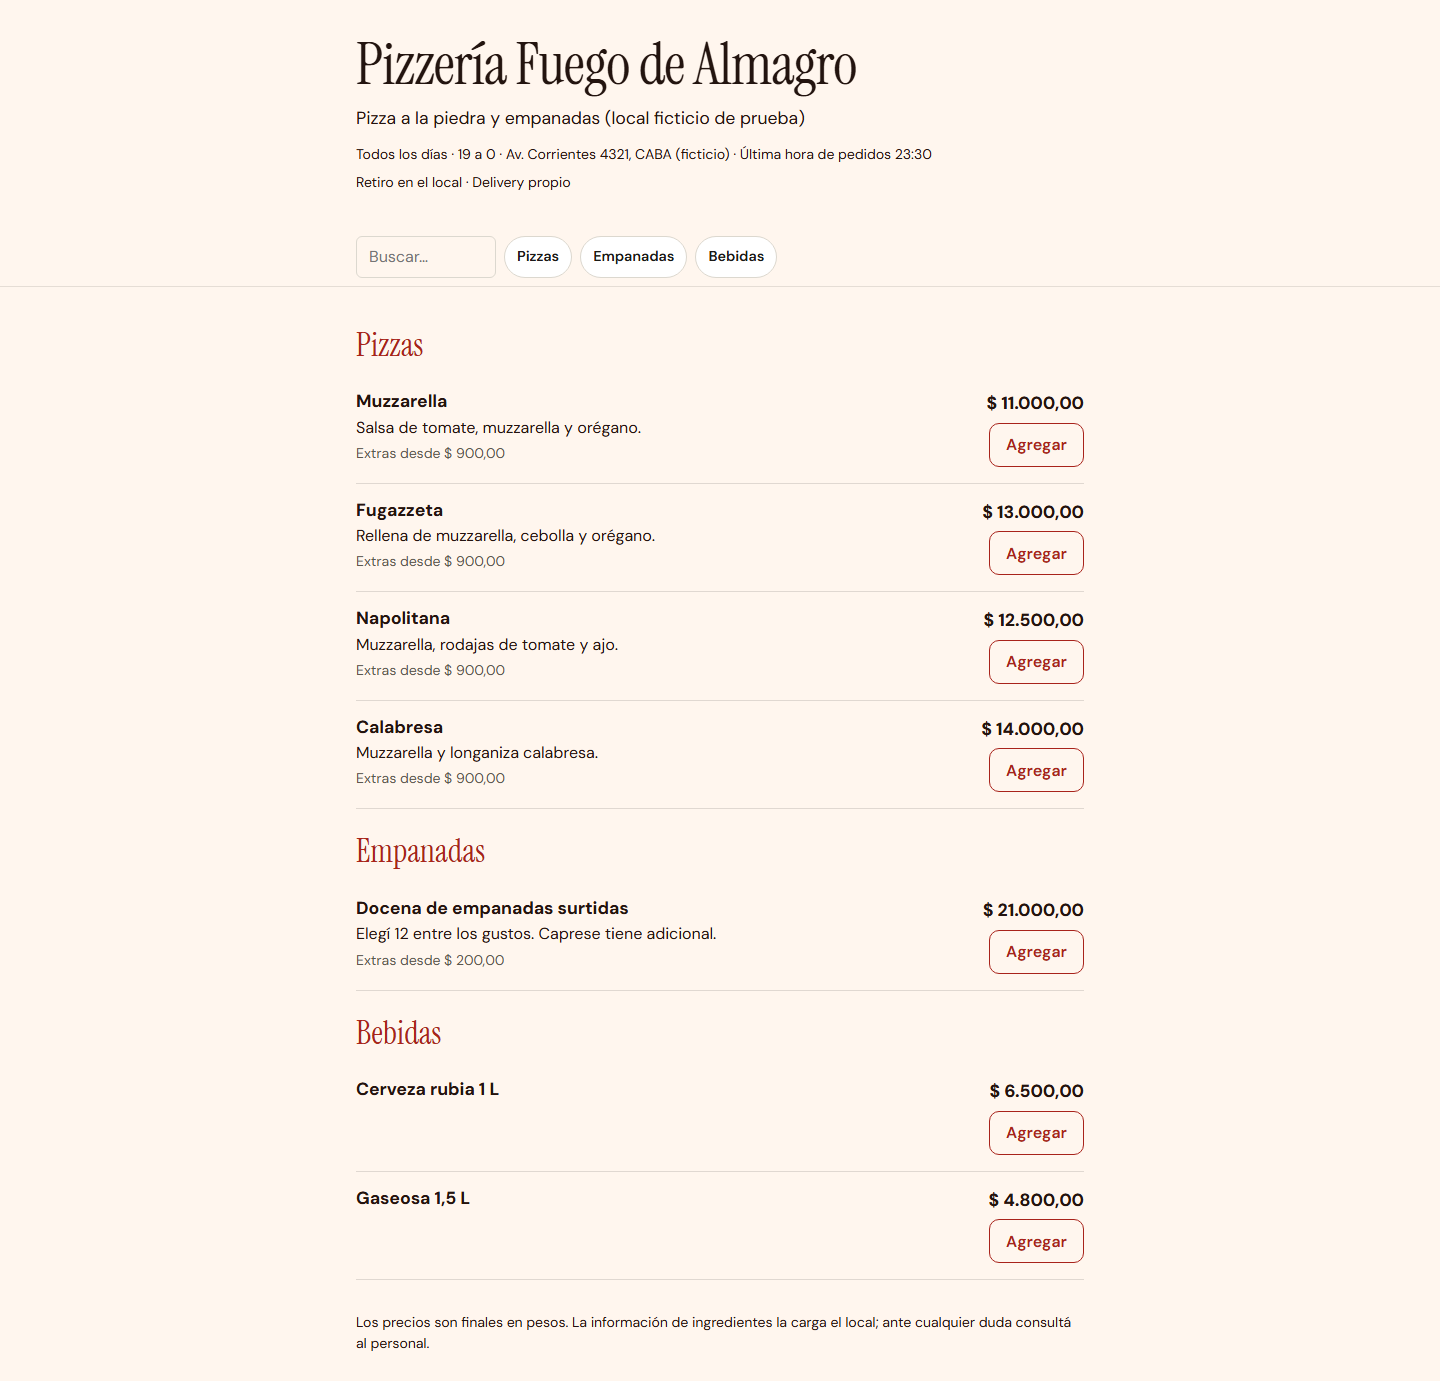 Pizzería Fuego de Almagro
Pizza a la piedra y empanadas (local ficticio de prueba)
Todos los días · 19 a 0 · Av. Corrientes 4321, CABA (ficticio) · Última hora de pedidos 23:30
Retiro en el local · Delivery propio
Buscar... Pizzas Empanadas Bebidas
Pizzas
Muzzarella $ 11.000,00
Salsa de tomate, muzzarella y orégano.
Extras desde $ 900,00 Agregar
Fugazzeta $ 13.000,00
Rellena de muzzarella, cebolla y orégano.
Extras desde $ 900,00 Agregar
Napolitana $ 12.500,00
Muzzarella, rodajas de tomate y ajo.
Extras desde $ 900,00 Agregar
Calabresa $ 14.000,00
Muzzarella y longaniza calabresa.
Extras desde $ 900,00 Agregar
Empanadas
Docena de empanadas surtidas $ 21.000,00
Elegí 12 entre los gustos. Caprese tiene adicional.
Extras desde $ 200,00 Agregar
Bebidas
Cerveza rubia 1 L $ 6.500,00
Agregar
Gaseosa 1,5 L $ 4.800,00
Agregar
Los precios son finales en pesos. La información de ingredientes la carga el local; ante cualquier duda consultá
al personal.